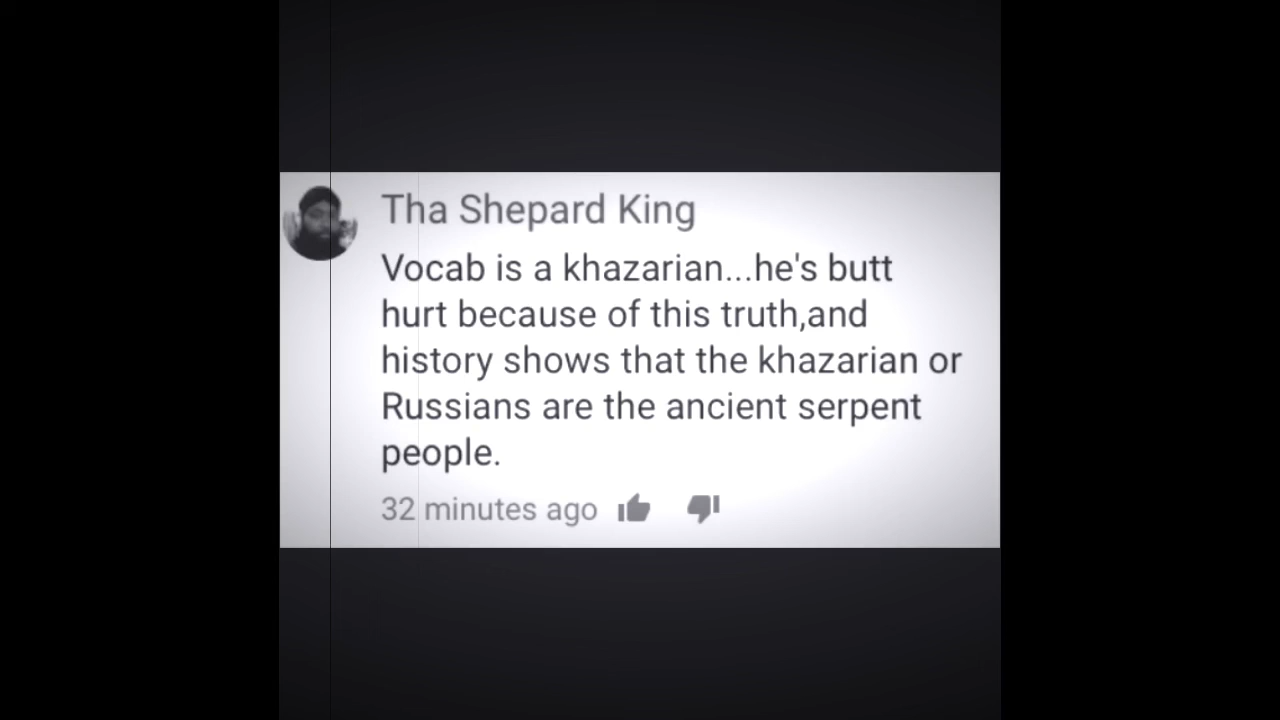 Tha Shepard King
Vocab is a khazarian...he's butt
hurt because of this truth,and
history shows that the khazarian or
Russians are the ancient serpent
people.
32 minutes ago